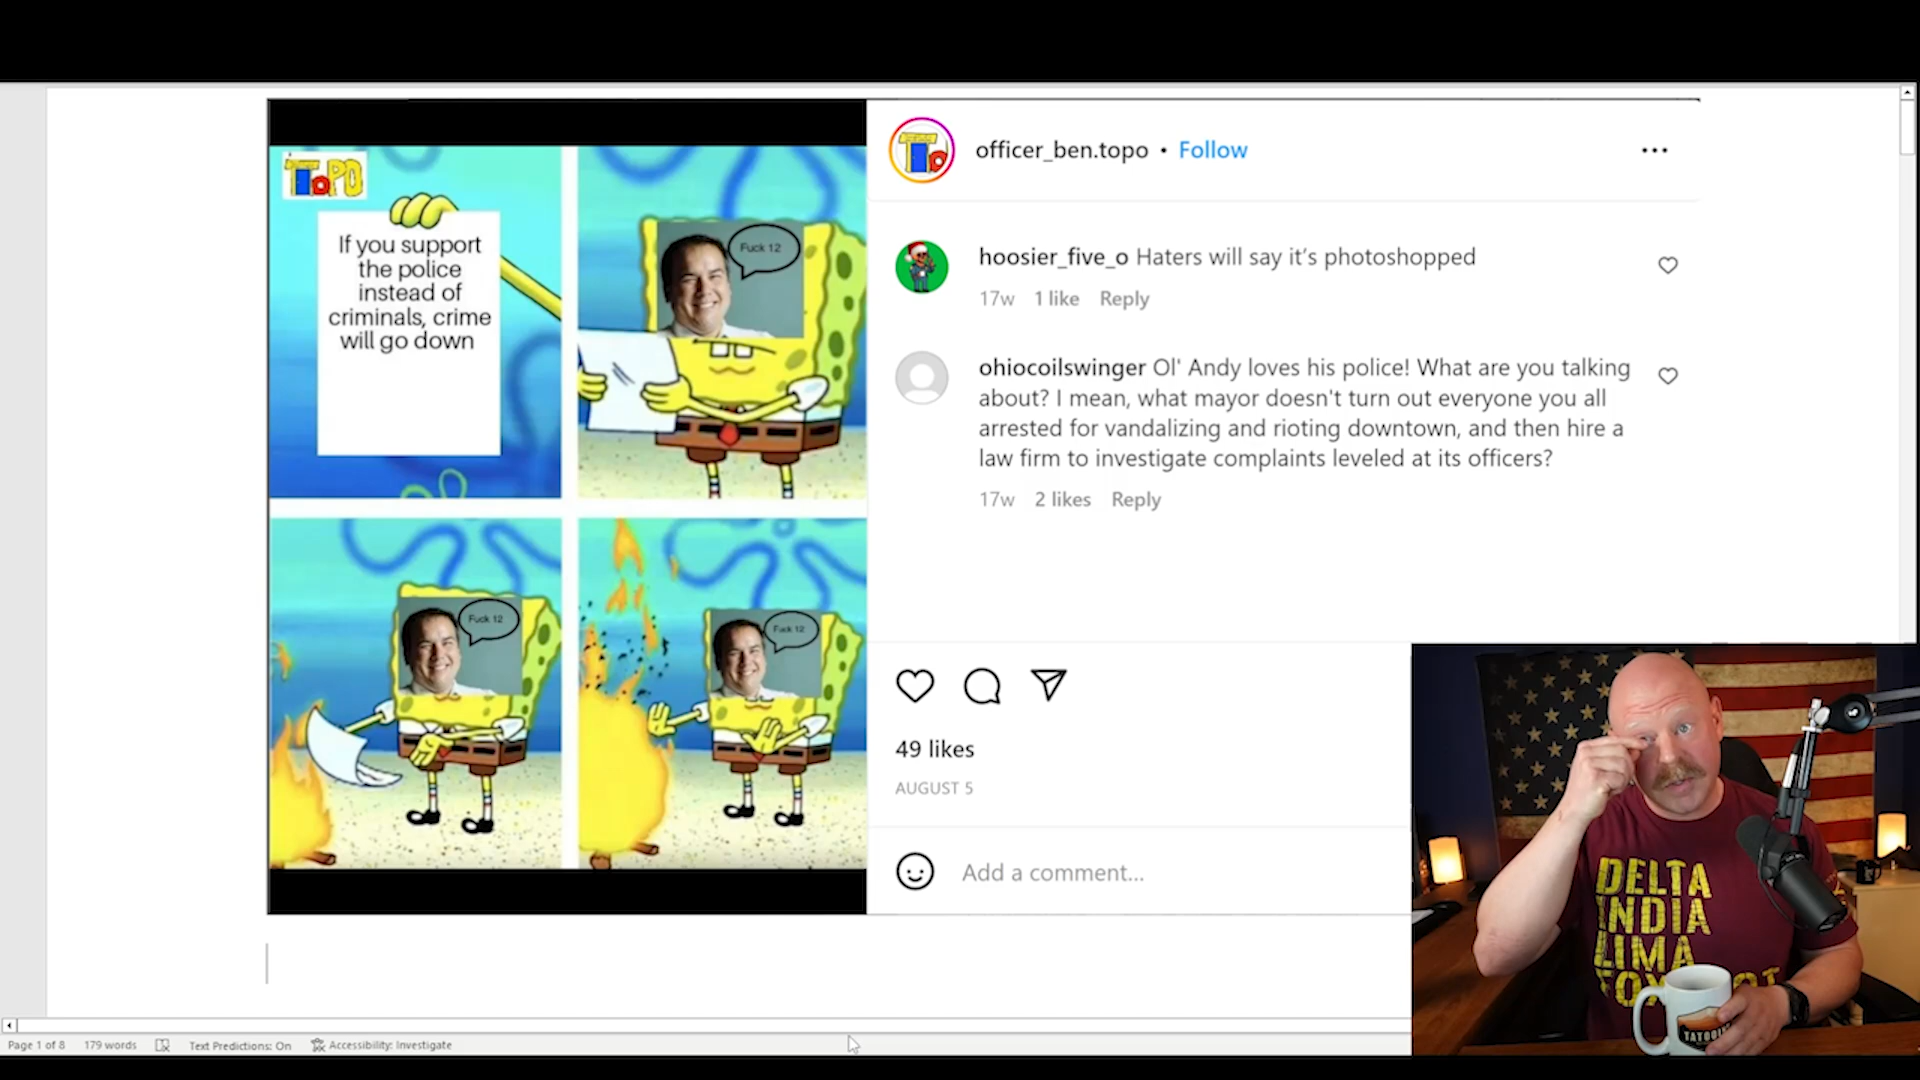 ToPO
If you support
the police
instead of
criminals, crime
will go down
Fuck 12
Fuck 12
Fuck 12
To
officer_ben.topo • Follow
hoosier_five_o Haters will say it’s photoshopped
17w 1 like Reply
ohiocoilswinger Ol' Andy loves his police! What are you talking
about? I mean, what mayor doesn't turn out everyone you all
arrested for vandalizing and rioting downtown, and then hire a
law firm to investigate complaints leveled at its officers?
17w 2 likes Reply
49 likes
AUGUST 5
Add a comment...
DELTA
INDIA
LIMA
Page 1 of 8 179 words Text Predictions: On Accessibility: Investigate